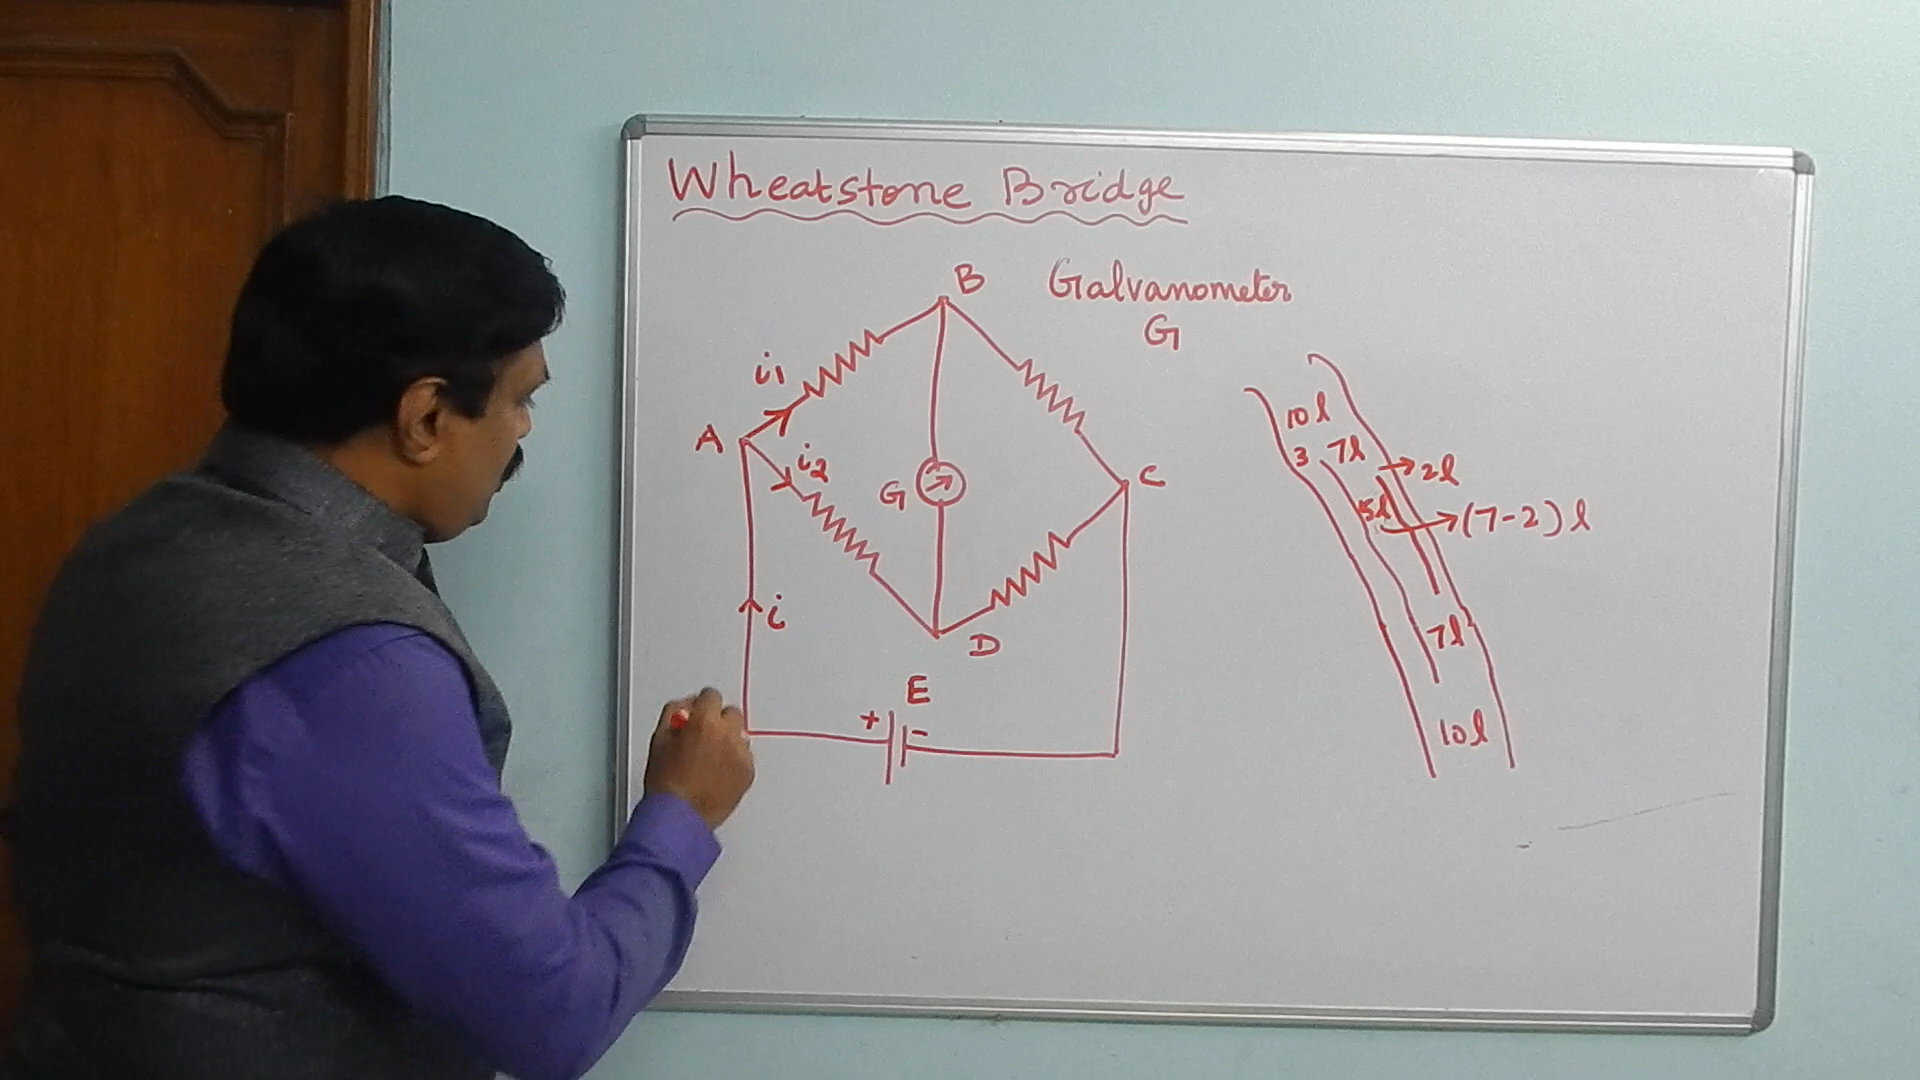 Wheatstone Bridge
B
Galvanometer
G
i1
A
i2
G
C
i
D
E
+
-
10 l
3 7l
2l
5l
(7-2) l
7l
10l